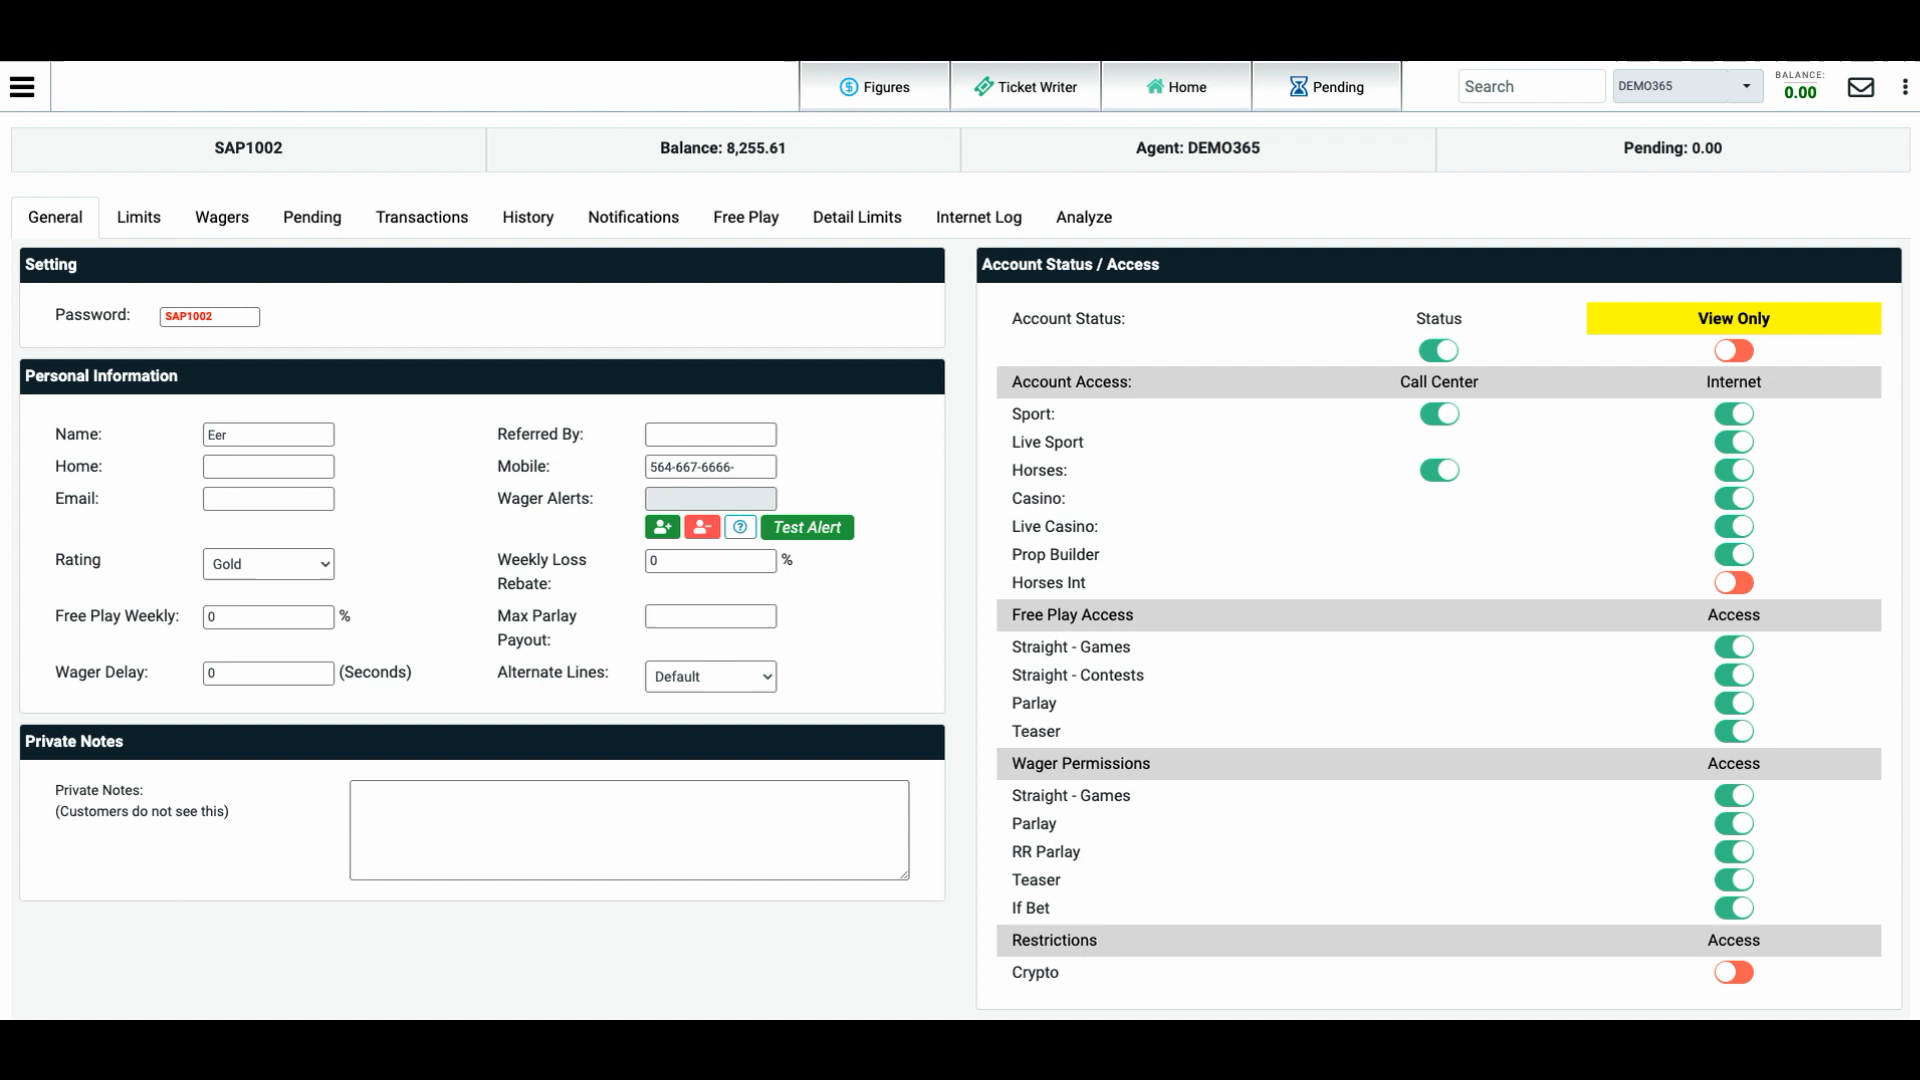 Figures Ticket Writer Home Pending Search DEMO365 BALANCE: 0.00
SAP1002 Balance: 8,255.61 Agent: DEMO365 Pending: 0.00
General Limits Wagers Pending Transactions History Notifications Free Play Detail Limits Internet Log Analyze
Setting
Password: SAP1002
Personal Information
Name: Eer Referred By:
Home: Mobile: 564-667-6666-
Email: Wager Alerts:
Test Alert
Rating Gold Weekly Loss Rebate: 0 %
Free Play Weekly: 0 % Max Parlay Payout:
Wager Delay: 0 (Seconds) Alternate Lines: Default
Private Notes
Private Notes:
(Customers do not see this)
Account Status / Access
Account Status: Status View Only
Account Access: Call Center Internet
Sport:
Live Sport
Horses:
Casino:
Live Casino:
Prop Builder
Horses Int
Free Play Access Access
Straight - Games
Straight - Contests
Parlay
Teaser
Wager Permissions Access
Straight - Games
Parlay
RR Parlay
Teaser
If Bet
Restrictions Access
Crypto